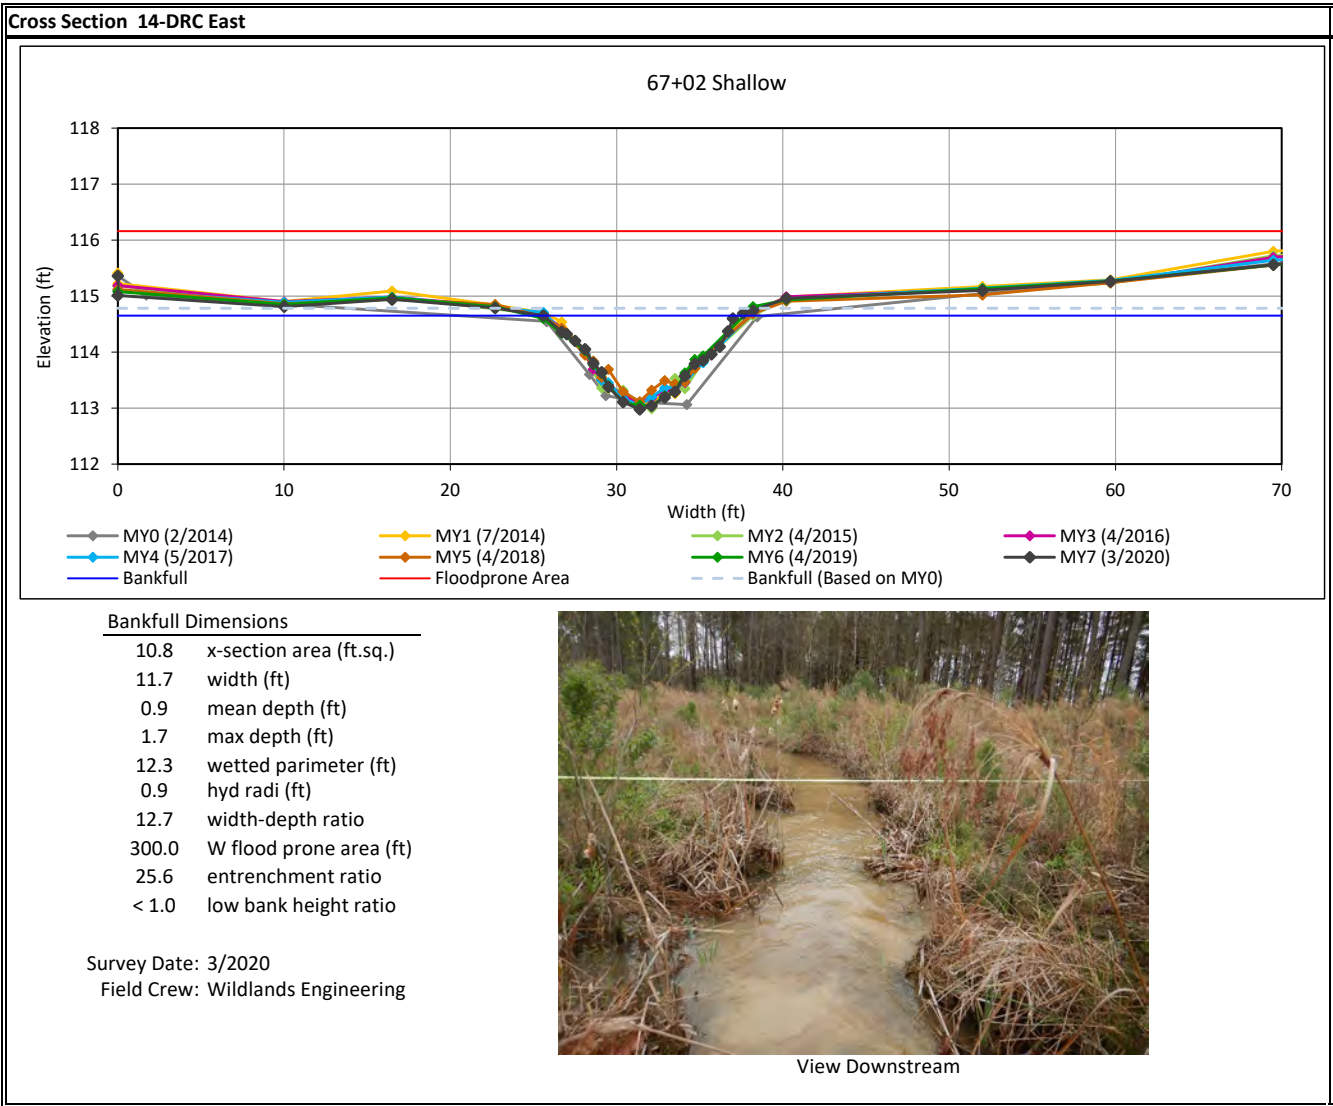 Cross Section 14-DRC East
67+02 Shallow
118
117
116
115
114
113
112
Elevation (ft)
0 10 20 30 40 50 60 70
Width (ft)
MY0 (2/2014) MY1 (7/2014) MY2 (4/2015) MY3 (4/2016)
MY4 (5/2017) MY5 (4/2018) MY6 (4/2019) MY7 (3/2020)
Bankfull Floodprone Area Bankfull (Based on MY0)
Bankfull Dimensions
10.8 x-section area (ft.sq.)
11.7 width (ft)
0.9 mean depth (ft)
1.7 max depth (ft)
12.3 wetted parimeter (ft)
0.9 hyd radi (ft)
12.7 width-depth ratio
300.0 W flood prone area (ft)
25.6 entrenchment ratio
< 1.0 low bank height ratio
Survey Date: 3/2020
Field Crew: Wildlands Engineering
View Downstream